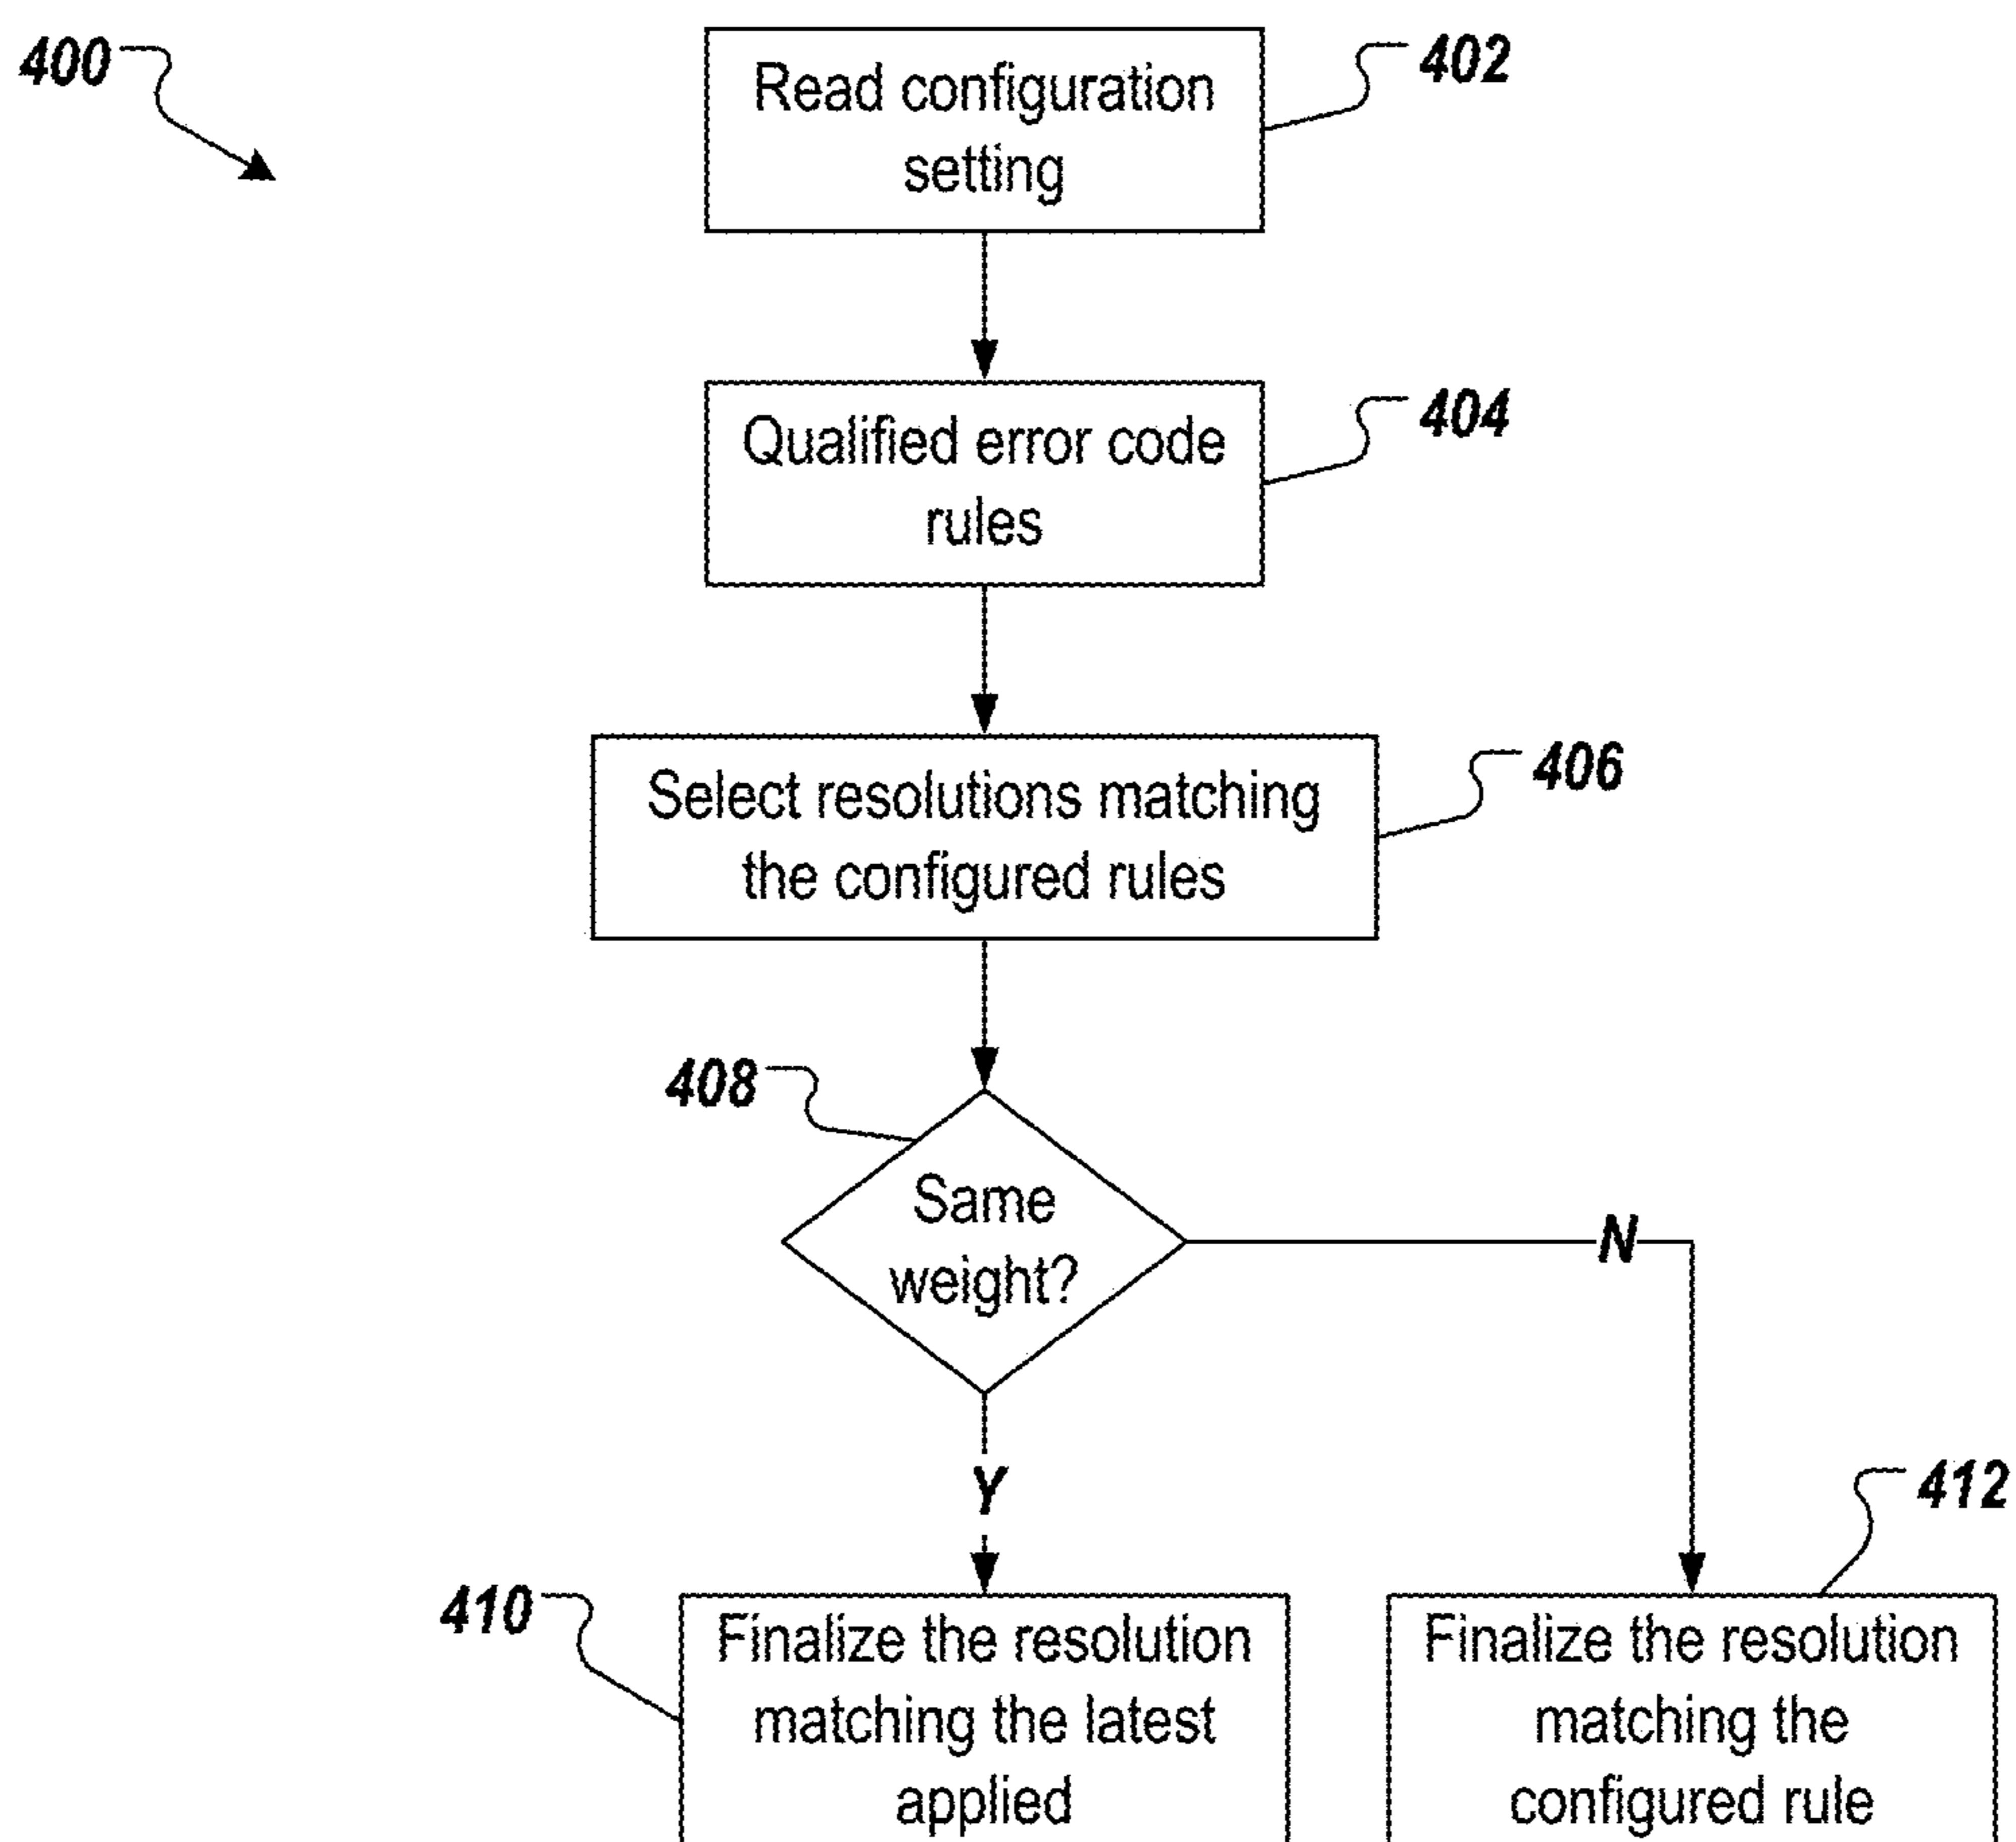 400
402
Read configuration
setting
404
Qualified error code
rules
406
Select resolutions matching
the configured rules
408
Same
weight?
N
Y
412
410
Finalize the resolution
matching the latest
applied
Finalize the resolution
matching the
configured rule